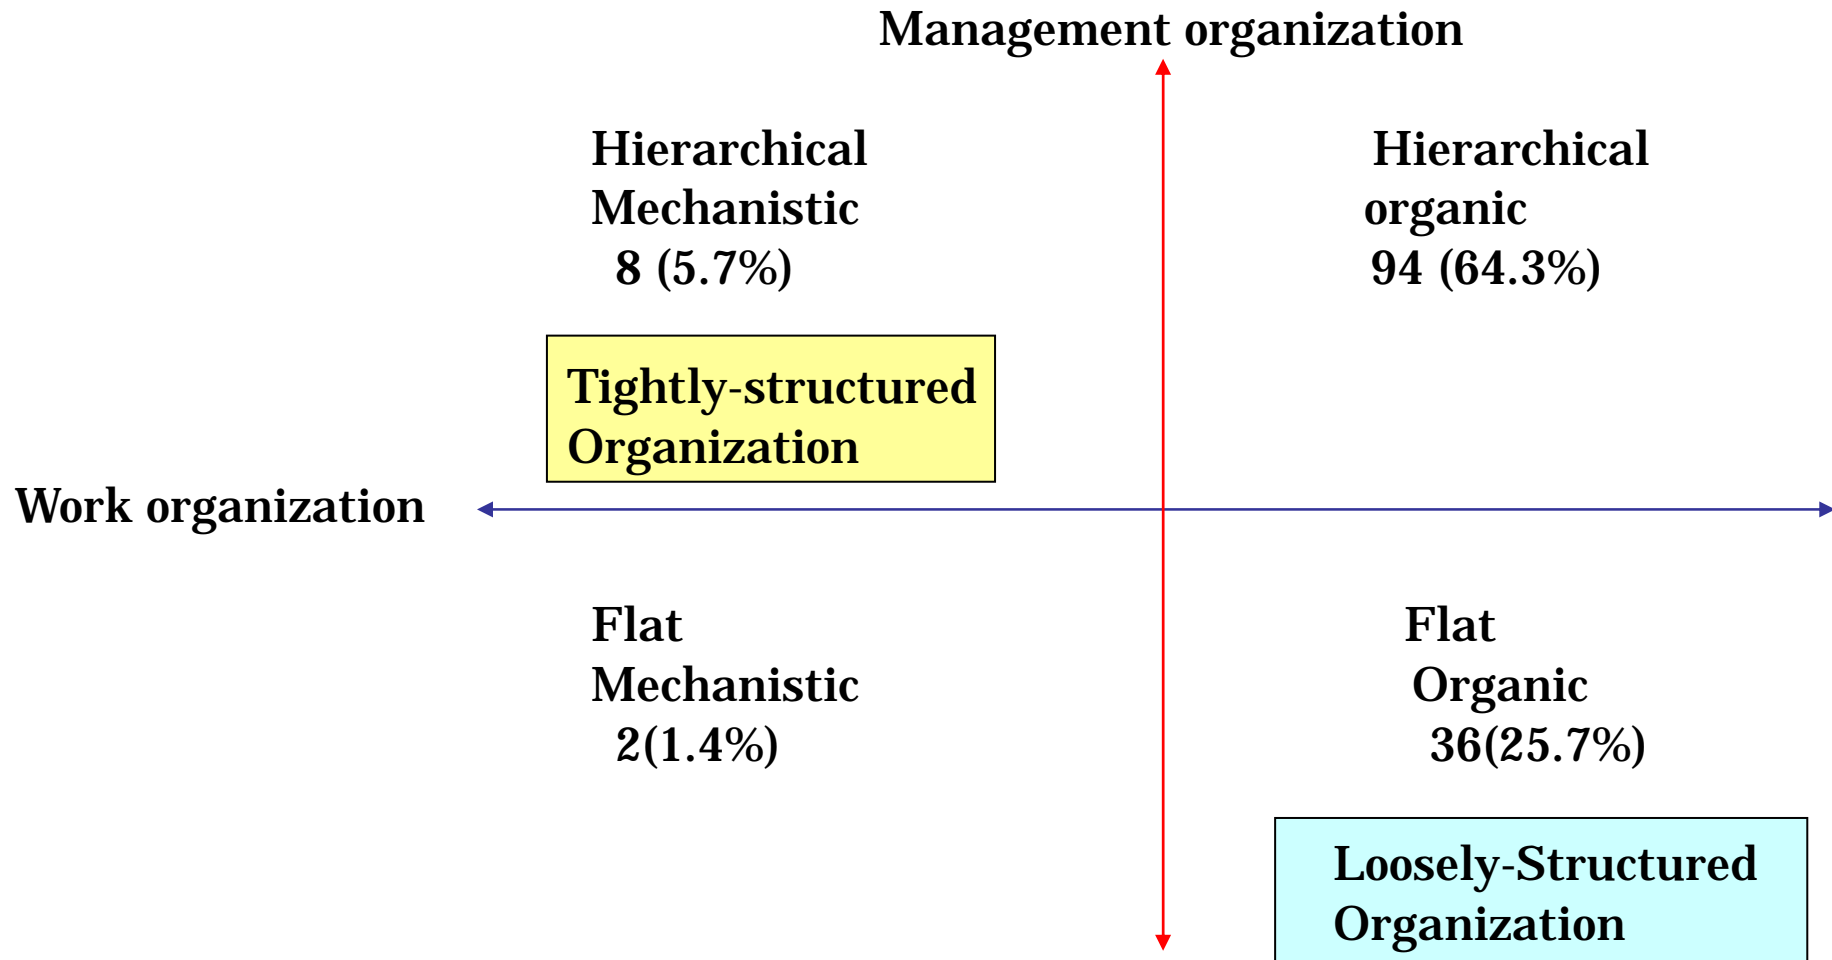 Management organization
Hierarchical
Mechanistic
8 (5.7%)
Hierarchical
organic
94 (64.3%)
Tightly-structured
Organization
Work organization
Flat
Mechanistic
2(1.4%)
Flat
Organic
36(25.7%)
Loosely-Structured
Organization